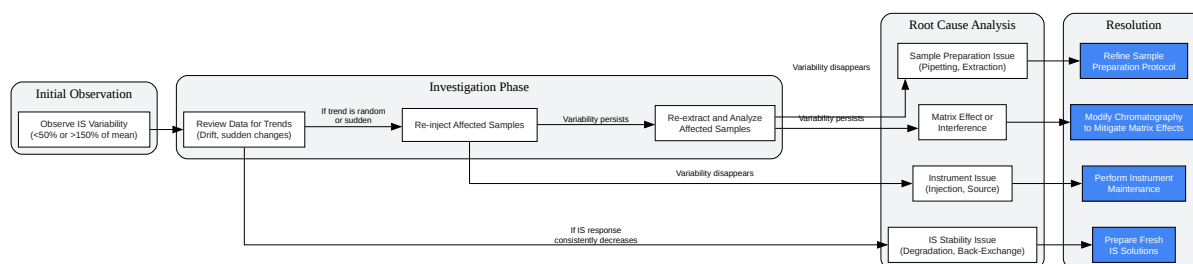 Root Cause Analysis
Resolution
Sample Preparation Issue
(Pipetting, Extraction)
Refine Sample
Preparation Protocol
Variability disappears
Investigation Phase
Initial Observation
If trend is random
or sudden
Observe IS Variability
(<50% or >150% of mean)
Review Data for Trends
(Drift, sudden changes)
Re-inject Affected Samples
Variability persists
Re-extract and Analyze
Affected Samples
Variability persists
Matrix Effect or
Interference
Modify Chromatography
to Mitigate Matrix Effects
Variability disappears
Instrument Issue
(Injection, Source)
Perform Instrument
Maintenance
If IS response
consistently decreases
IS Stability Issue
(Degradation, Back-Exchange)
Prepare Fresh
IS Solutions